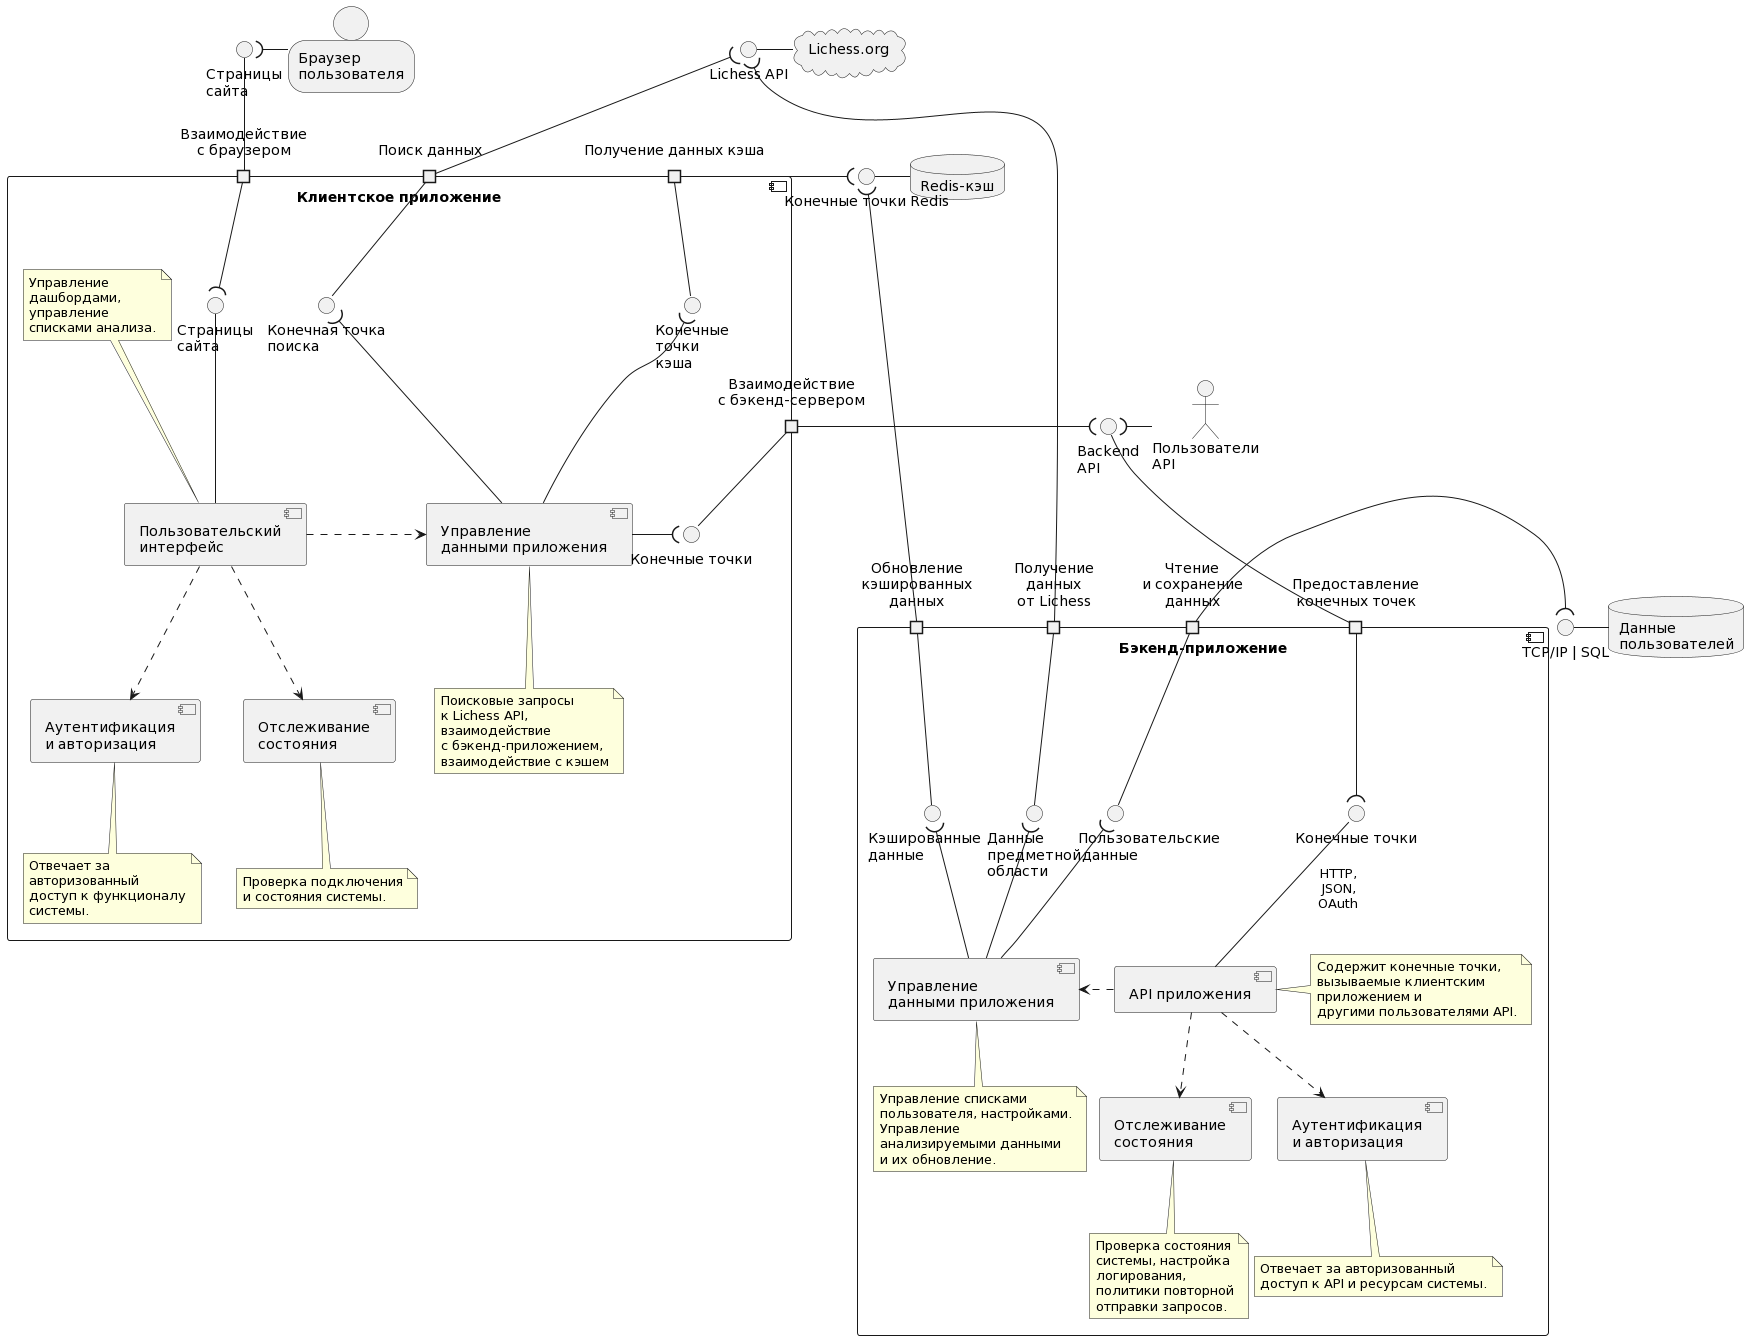 Браузер
пользователя
Страницы
сайта
Lichess.org
Lichess API
Взаимодействие
с браузером
Поиск данных
Получение данных кэша
Redis-кэш
Конечные точки Redis
Клиентское приложение
Управление
дашбордами,
управление
списками анализа.
Страницы
сайта
Конечная точка
поиска
Конечные
точки
кэша
Взаимодействие
с бэкенд-сервером
Backend
API
Пользователи
API
Пользовательский
интерфейс
Управление
данными приложения
Конечные точки
Обновление
кэшированных
данных
Получение
данных
от Lichess
Чтение
и сохранение
данных
Предоставление
конечных точек
Данные
пользователей
TCP/IP | SQL
Бэкенд-приложение
Аутентификация
и авторизация
Отслеживание
состояния
Поисковые запросы
к Lichess API,
взаимодействие
с бэкенд-приложением,
взаимодействие с кэшем
Отвечает за
авторизованный
доступ к функционалу
системы.
Проверка подключения
и состояния системы.
Кэшированные
данные
Данные
предметной
области
Пользовательские
данные
Конечные точки
HTTP,
JSON,
OAuth
Управление
данными приложения
API приложения
Содержит конечные точки,
вызываемые клиентским
приложением и
другими пользователями API.
Управление списками
пользователя, настройками.
Управление
анализируемыми данными
и их обновление.
Отслеживание
состояния
Аутентификация
и авторизация
Проверка состояния
системы, настройка
логирования,
политики повторной
отправки запросов.
Отвечает за авторизованный
доступ к API и ресурсам системы.